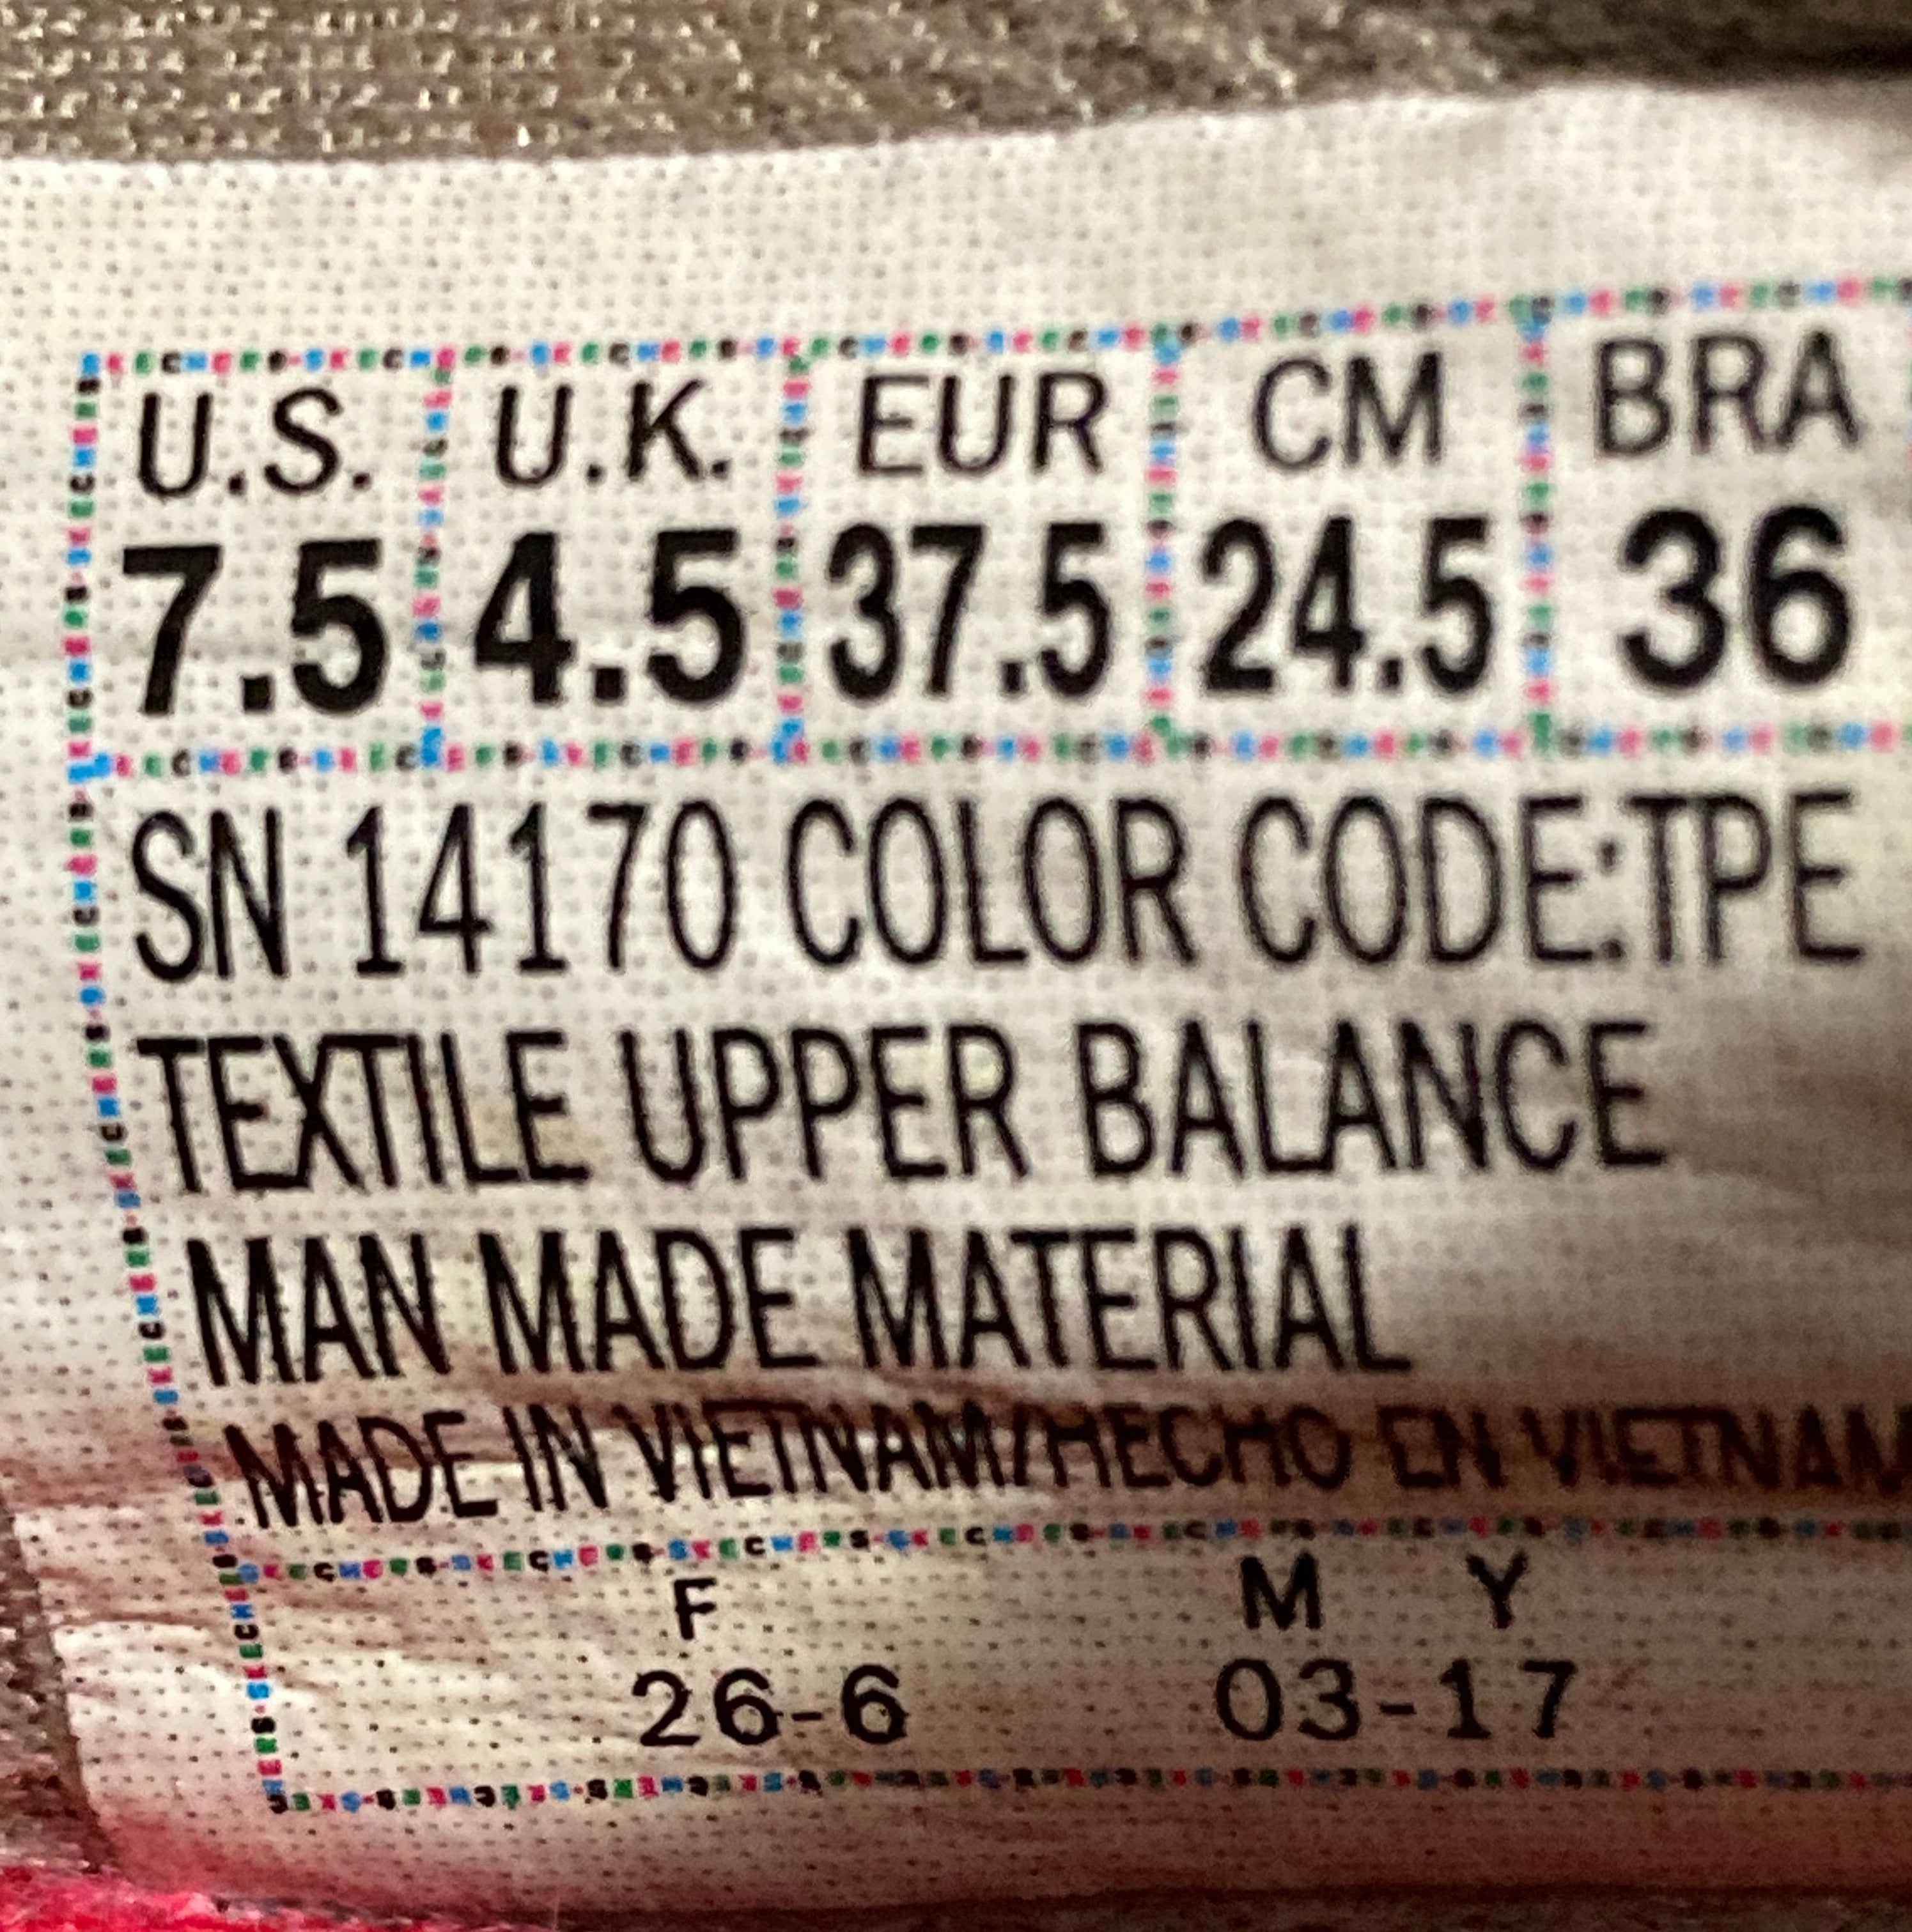 U.S. U.K. EUR CM BRA
7.5 4.5 37.5 24.5 36
SN 14170 COLOR CODE:TPE
TEXTILE UPPER BALANCE
MAN MADE MATERIAL
MADE IN VIETNAM/HECHO EN VIETNAM
F M Y
26-6 03-17